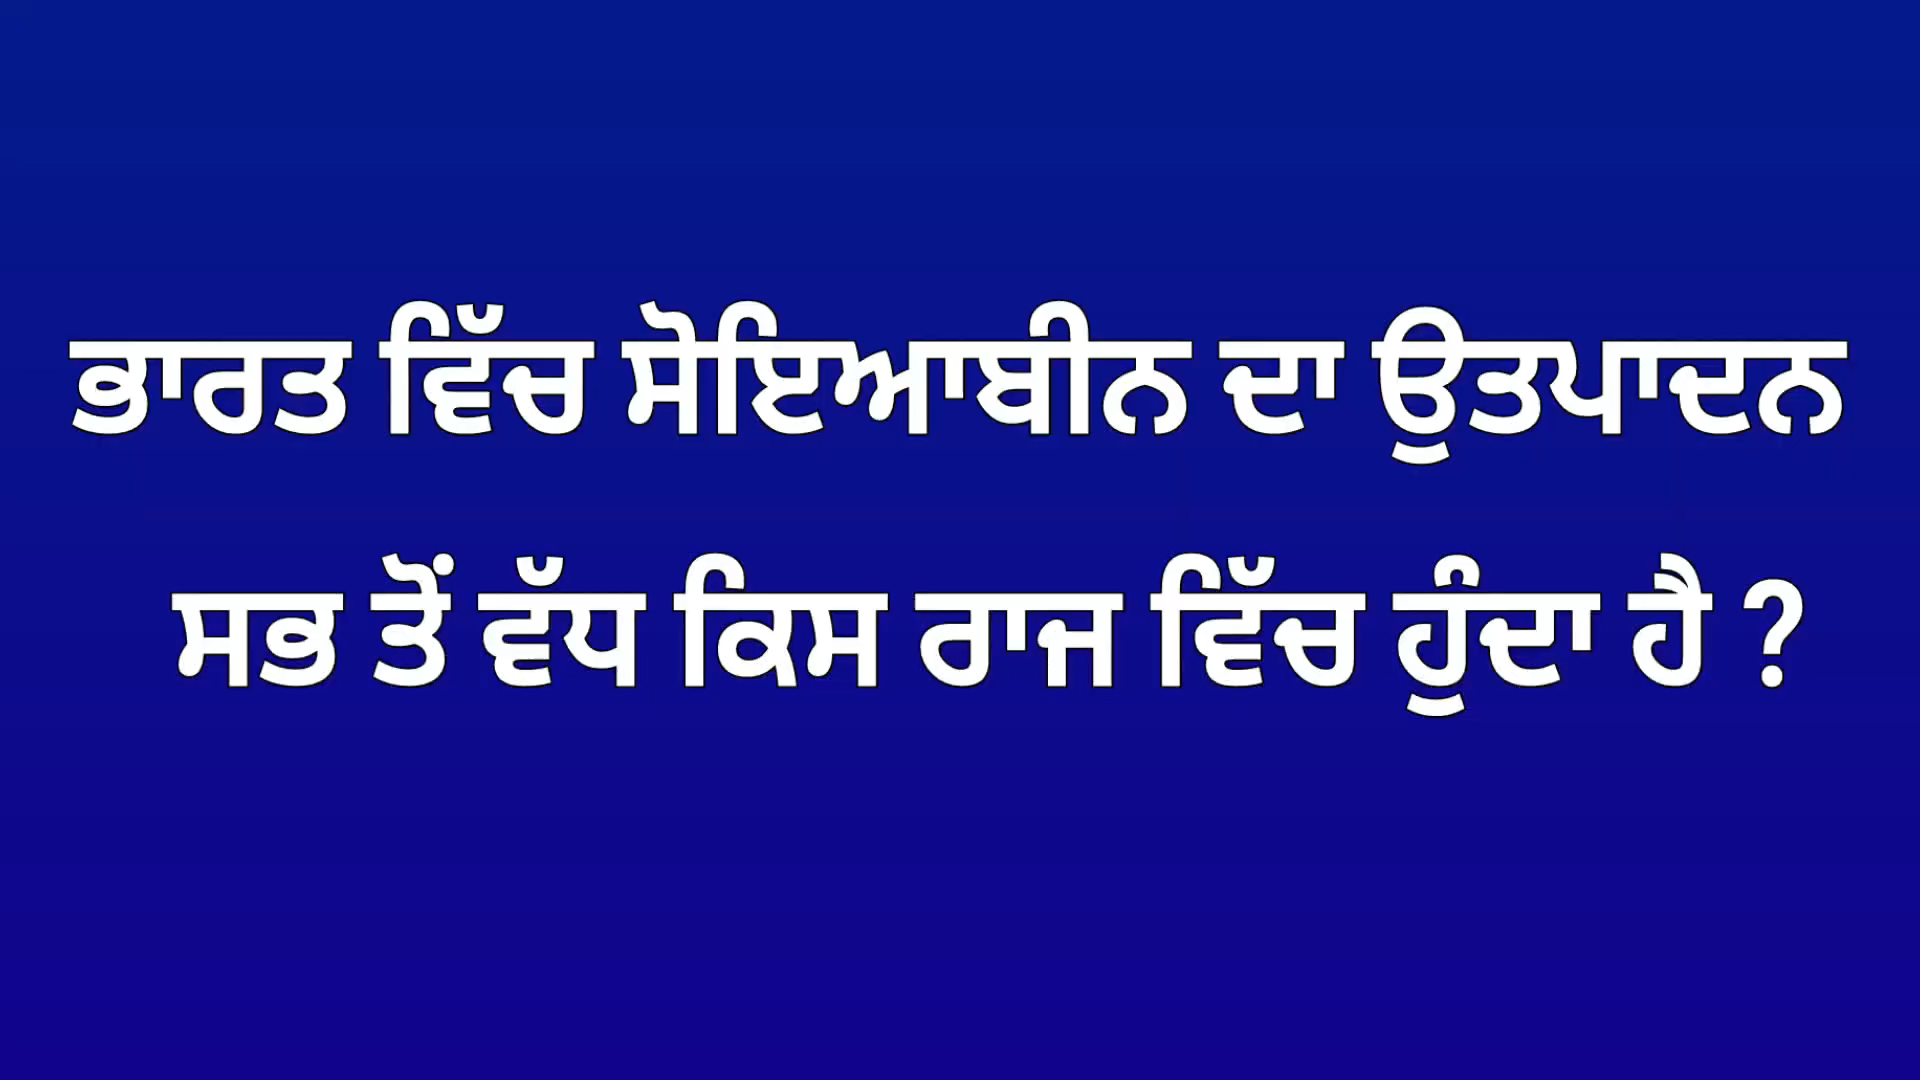 ਭਾਰਤ ਵਿੱਚ ਸੋਇਆਬੀਨ ਦਾ ਉਤਪਾਦਨ
ਸਭ ਤੋਂ ਵੱਧ ਕਿਸ ਰਾਜ ਵਿੱਚ ਹੁੰਦਾ ਹੈ ?